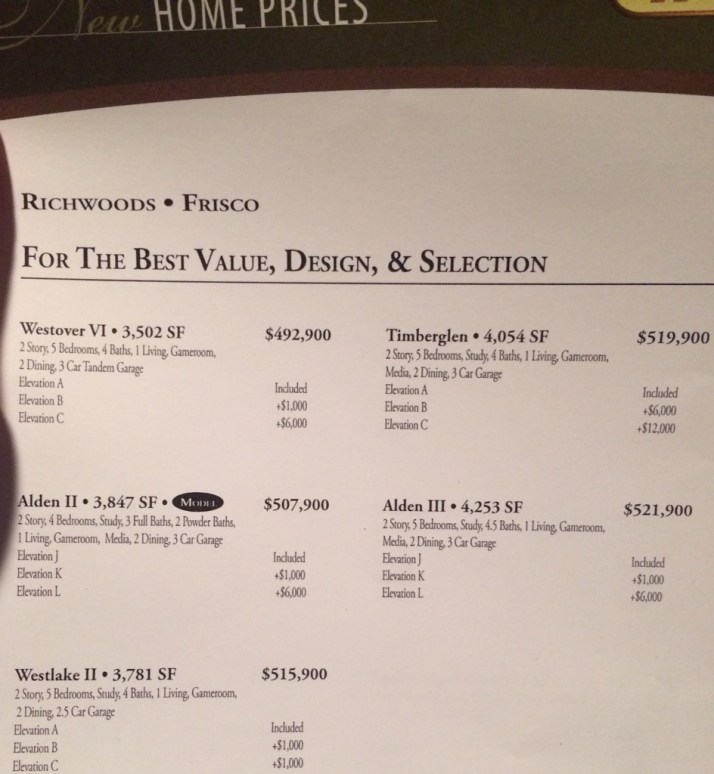 New HOME PRICES
RICHWOODS • FRISCO
FOR THE BEST VALUE, DESIGN, & SELECTION
Westover VI • 3,502 SF $492,900
2 Story, 5 Bedrooms, 4 Baths, 1 Living, Gameroom,
2 Dining, 3 Car Tandem Garage
Elevation A Included
Elevation B +$1,000
Elevation C +$6,000
Timberglen • 4,054 SF $519,900
2 Story, 5 Bedrooms, Study, 4 Baths, 1 Living, Gameroom,
Media, 2 Dining, 3 Car Garage
Elevation A Included
Elevation B +$6,000
Elevation C +$12,000
Alden II • 3,847 SF • MODEL $507,900
2 Story, 4 Bedrooms, Study, 3 Full Baths, 2 Powder Baths,
1 Living, Gameroom, Media, 2 Dining, 3 Car Garage
Elevation J Included
Elevation K +$1,000
Elevation L +$6,000
Alden III • 4,253 SF $521,900
2 Story, 5 Bedrooms, Study, 4.5 Baths, 1 Living, Gameroom,
Media, 2 Dining, 3 Car Garage
Elevation J Included
Elevation K +$1,000
Elevation L +$6,000
Westlake II • 3,781 SF $515,900
2 Story, 5 Bedrooms, Study, 4 Baths, 1 Living, Gameroom,
2 Dining, 2.5 Car Garage
Elevation A Included
Elevation B +$1,000
Elevation C +$1,000